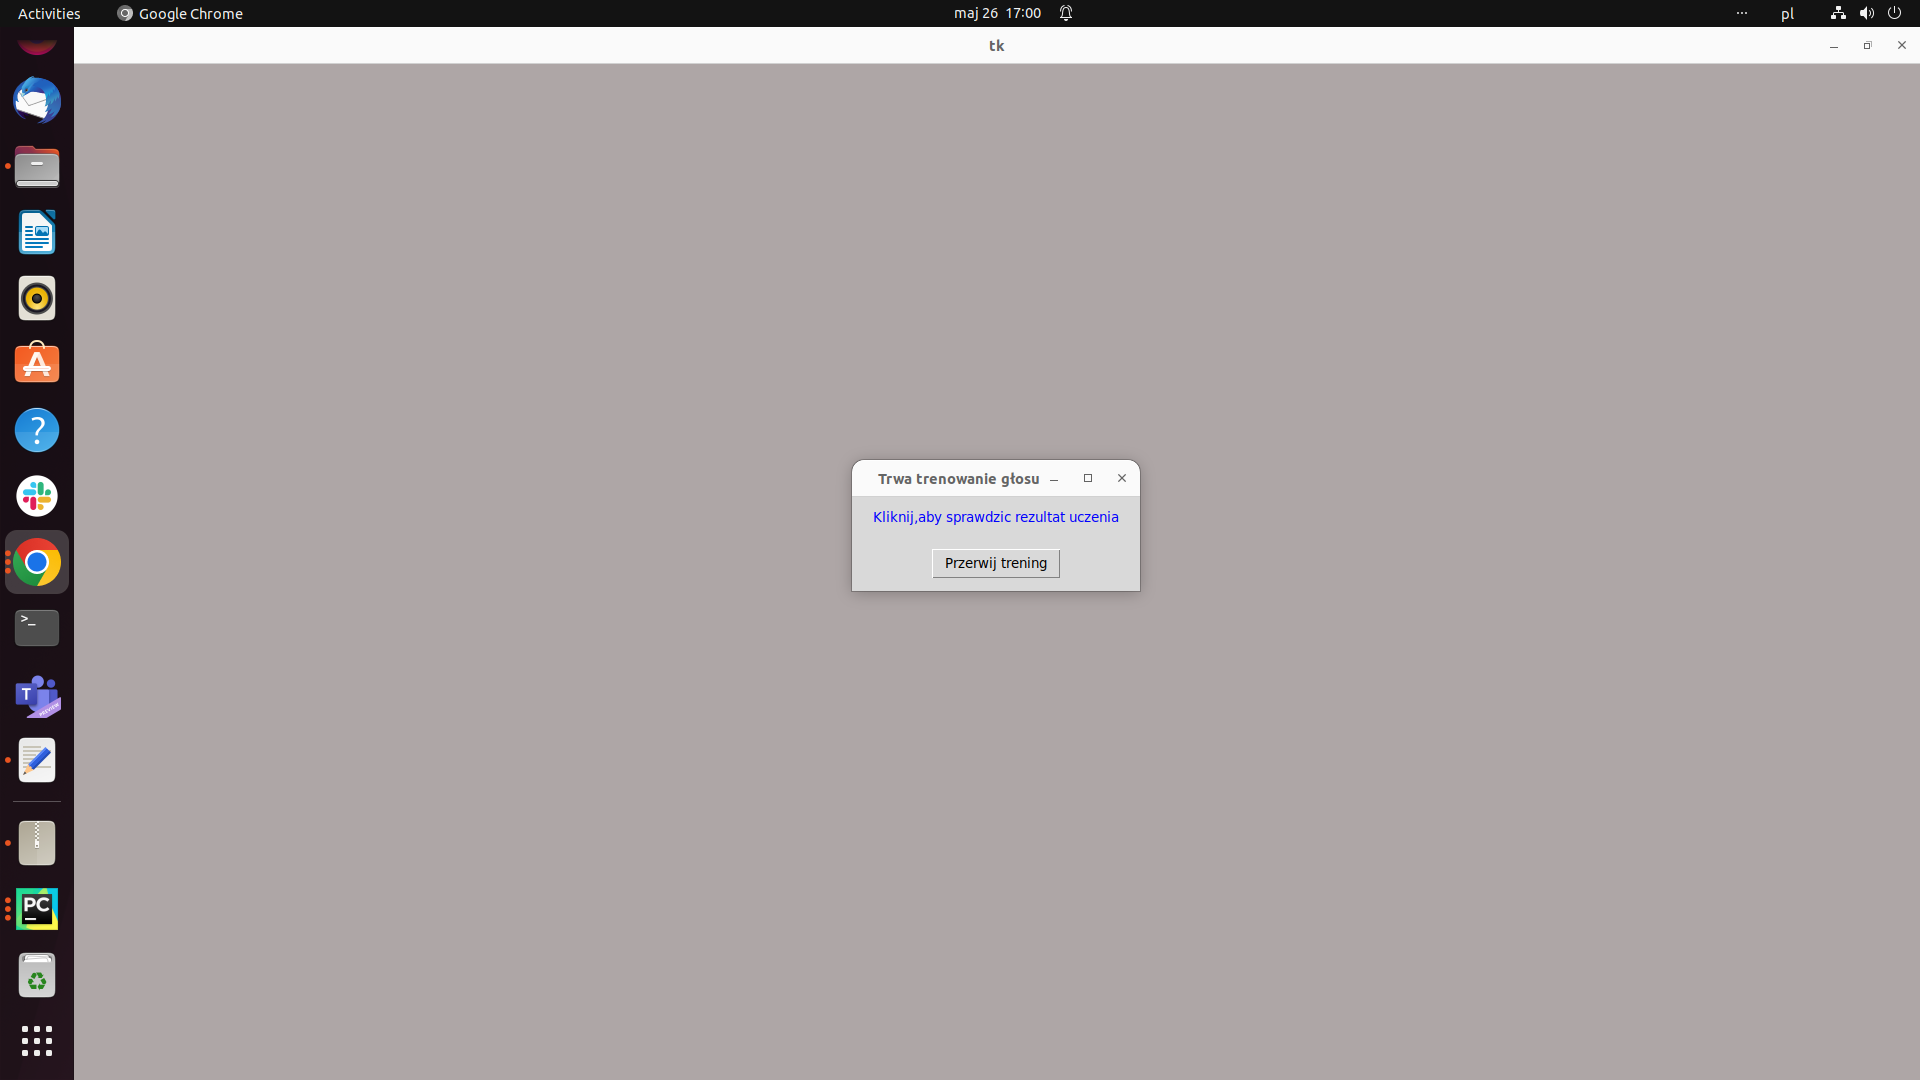 Activities
Google Chrome
maj 26 17:00
pl
tk
Trwa trenowanie głosu
Kliknij,aby sprawdzic rezultat uczenia
Przerwij trening
>_
T
PREVIEW
PC